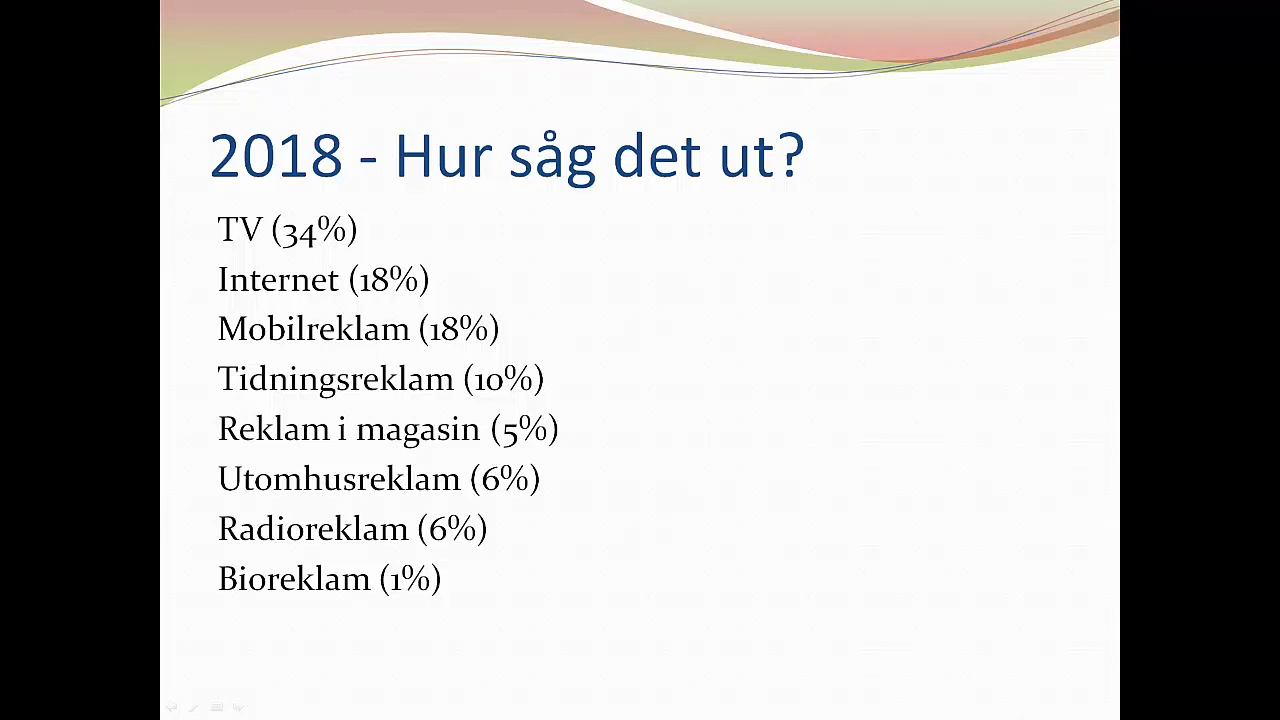 2018 - Hur såg det ut?
TV (34%)
Internet (18%)
Mobilreklam (18%)
Tidningsreklam (10%)
Reklam i magasin (5%)
Utomhusreklam (6%)
Radioreklam (6%)
Bioreklam (1%)